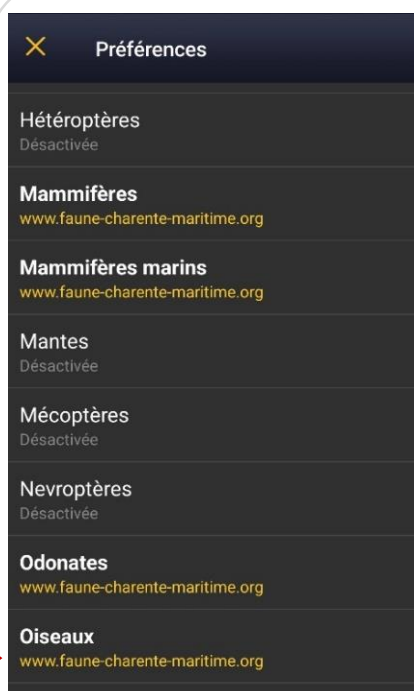 Préférences
Hétéroptères
Désactivée
Mammifères
www.faune-charente-maritime.org
Mammifères marins
www.faune-charente-maritime.org
Mantes
Désactivée
Mécoptères
Désactivée
Nevroptères
Désactivée
Odonates
www.faune-charente-maritime.org
Oiseaux
www.faune-charente-maritime.org